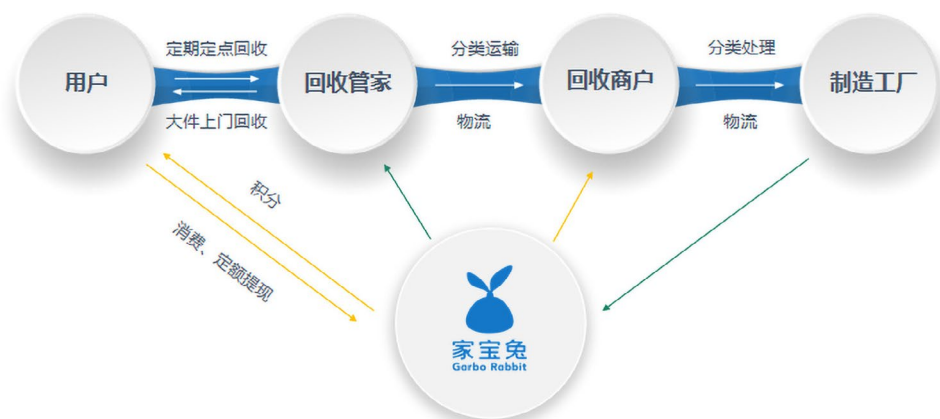 定期定点回收
分类运输
分类处理
用户
回收管家
回收商户
制造工厂
大件上门回收
物流
物流
积分
消费、定额提现
家宝兔
Garbo Rabbit